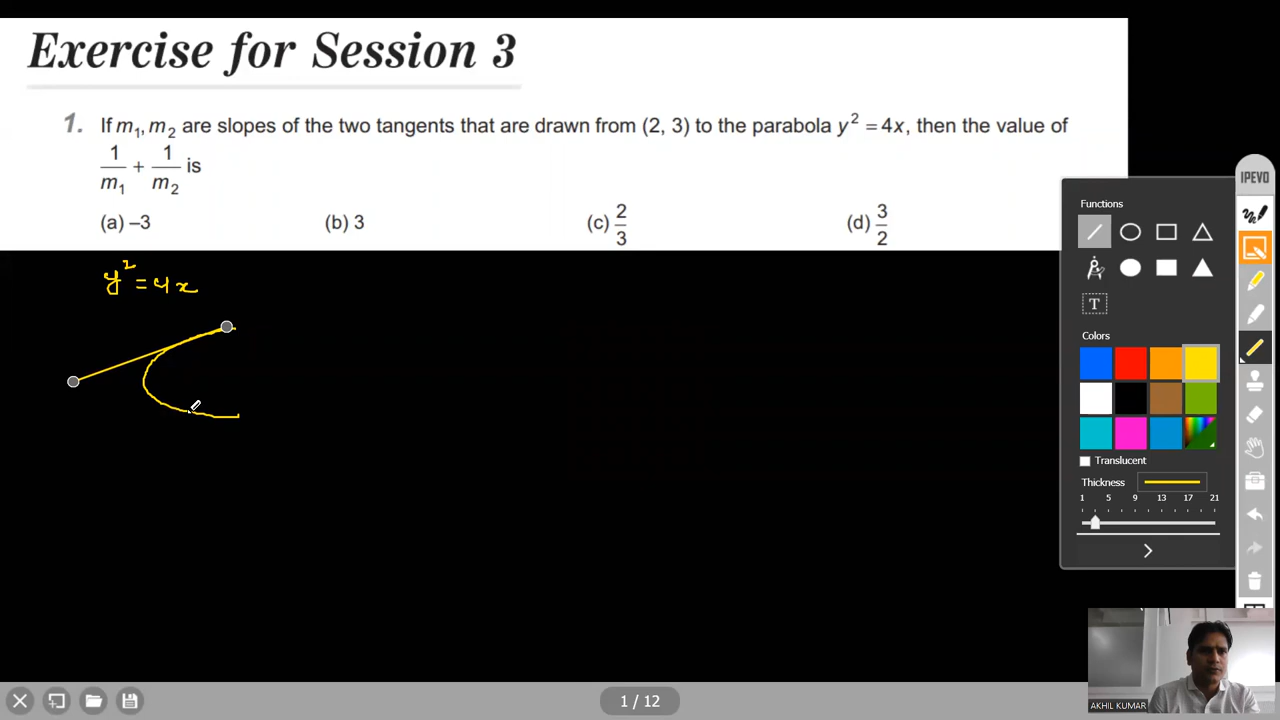 Exercise for Session 3
1. If m₁, m₂ are slopes of the two tangents that are drawn from (2, 3) to the parabola y² = 4x, then the value of
1/m₁ + 1/m₂ is
(a) –3 (b) 3 (c) 2/3 (d) 3/2
y² = 4x
IPEVO
Functions
T
Colors
Translucent
Thickness
1 5 9 13 17 21
1 / 12
AKHIL KUMAR